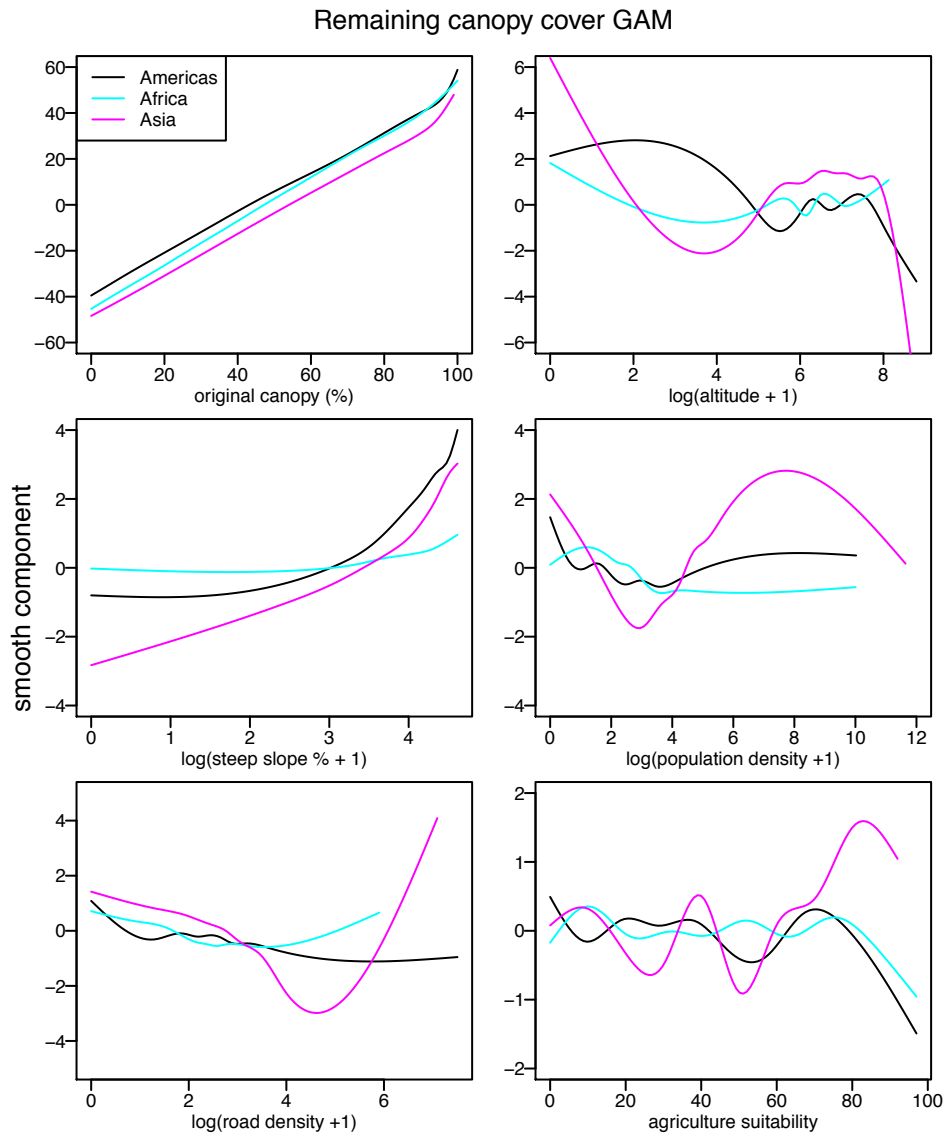 Remaining canopy cover GAM
Americas
Africa
Asia
60
40
20
0
−20
−40
−60
0 20 40 60 80 100
original canopy (%)
6
4
2
0
−2
−4
−6
0 2 4 6 8
log(altitude + 1)
smooth component
4
2
0
−2
−4
0 1 2 3 4
log(steep slope % + 1)
4
2
0
−2
−4
0 2 4 6 8 10 12
log(population density +1)
4
2
0
−2
−4
0 2 4 6
log(road density +1)
2
1
0
−1
−2
0 20 40 60 80 100
agriculture suitability